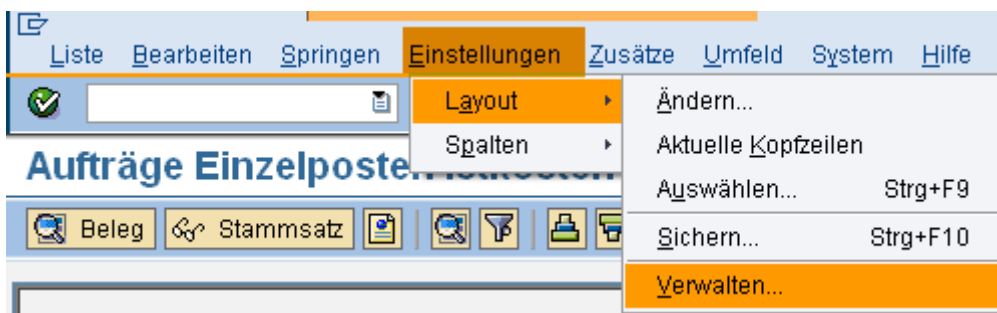 Liste Bearbeiten Springen Einstellungen Zusätze Umfeld System Hilfe
Layout
Spalten
Ändern...
Aktuelle Kopfzeilen
Auswählen... Strg+F9
Sichern... Strg+F10
Verwalten...
Aufträge Einzelposten Istkosten
Beleg Stammsatz